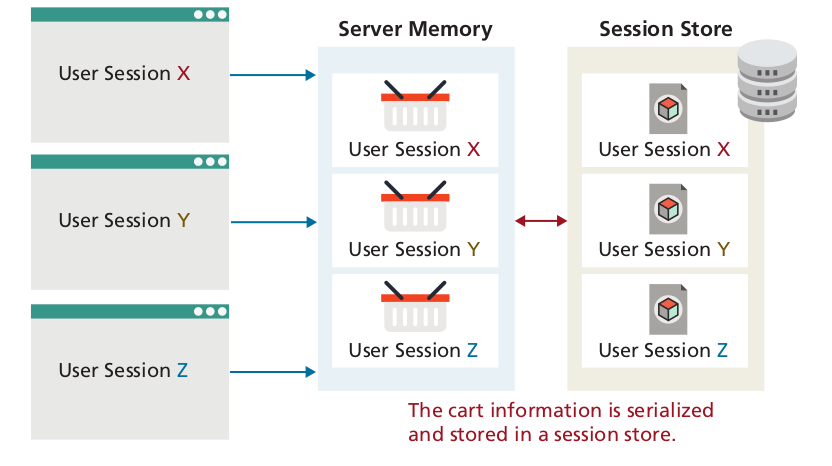 Server Memory
Session Store
User Session X
User Session X
User Session X
User Session Y
User Session Y
User Session Y
User Session Z
User Session Z
User Session Z
The cart information is serialized
and stored in a session store.